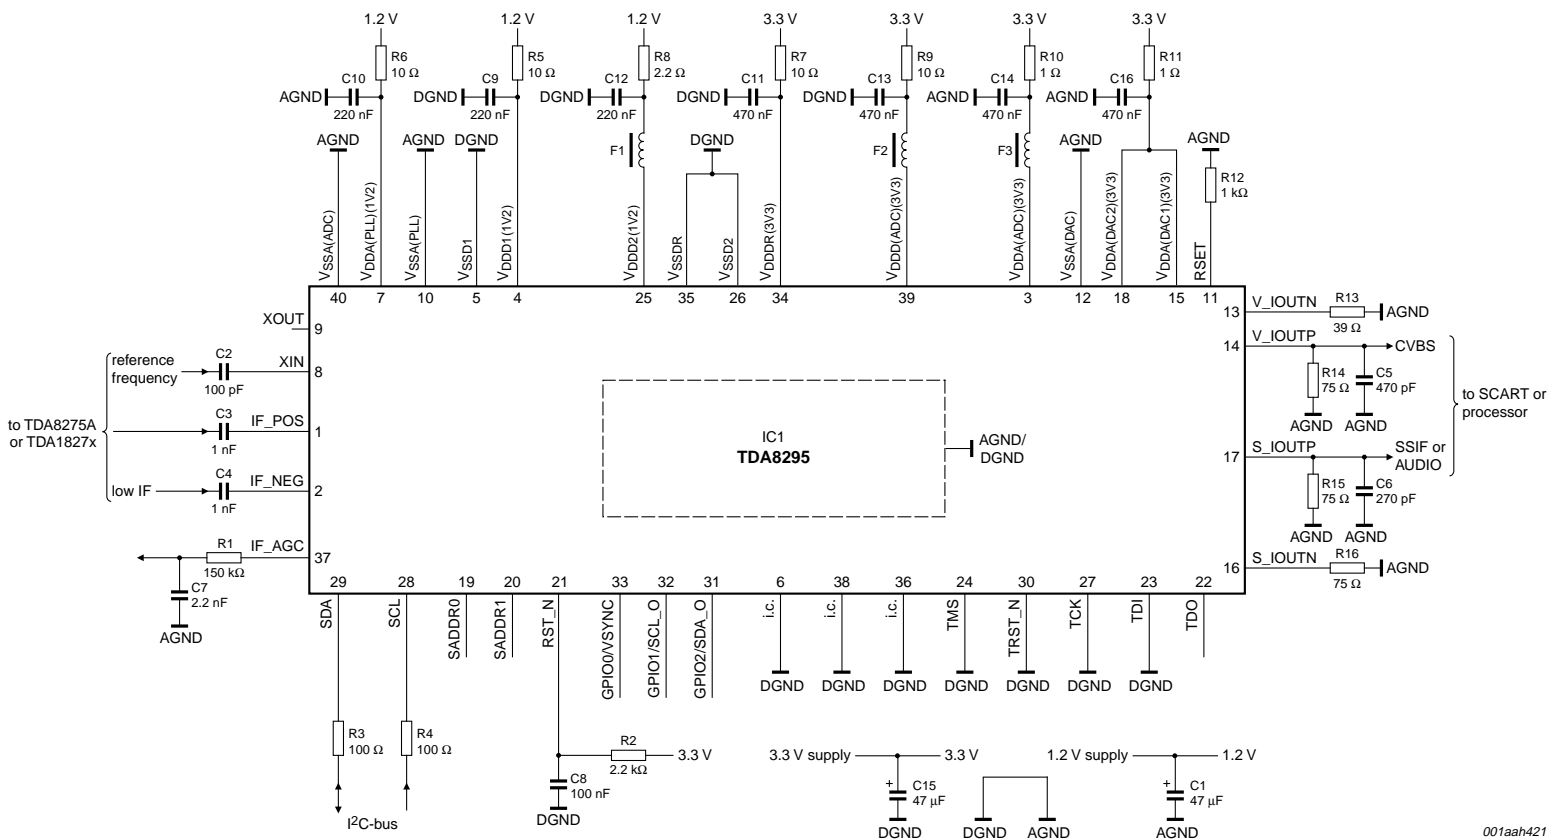 1.2 V 1.2 V 1.2 V 3.3 V 3.3 V 3.3 V 3.3 V
R6 10 Ω
R5 10 Ω
R8 2.2 Ω
R7 10 Ω
R9 10 Ω
R10 1 Ω
R11 1 Ω
AGND C10 220 nF
DGND C9 220 nF
DGND C12 220 nF
DGND C11 470 nF
DGND C13 470 nF
AGND C14 470 nF
AGND C16 470 nF
AGND AGND DGND F1 DGND F2 F3 AGND AGND
R12 1 kΩ
VSSA(ADC)
VDDA(PLL)(1V2)
VSSA(PLL)
VSSD1
VDDD1(1V2)
VDDD2(1V2)
VSSDR
VSSD2
VDDDR(3V3)
VDDD(ADC)(3V3)
VDDA(ADC)(3V3)
VSSA(DAC)
VDDA(DAC2)(3V3)
VDDA(DAC1)(3V3)
RSET
40 7 10 5 4 25 35 26 34 39 3 12 18 15 11
XOUT 9
reference frequency
C2 100 pF
XIN 8
to TDA8275A or TDA1827x
C3 1 nF
IF_POS 1
low IF
C4 1 nF
IF_NEG 2
R1 150 kΩ
IF_AGC 37
C7 2.2 nF
AGND
IC1
TDA8295
AGND/
DGND
13 V_IOUTN
R13 39 Ω
AGND
14 V_IOUTP
CVBS
R14 75 Ω
C5 470 pF
AGND AGND
to SCART or processor
17 S_IOUTP
SSIF or AUDIO
R15 75 Ω
C6 270 pF
AGND AGND
16 S_IOUTN
R16 75 Ω
AGND
29 28 19 20 21 33 32 31 6 38 36 24 30 27 23 22
SDA
SCL
SADDR0
SADDR1
RST_N
GPIO0/VSYNC
GPIO1/SCL_O
GPIO2/SDA_O
i.c.
i.c.
i.c.
TMS
TRST_N
TCK
TDI
TDO
DGND DGND DGND DGND DGND DGND DGND
R3 100 Ω
R4 100 Ω
I2C-bus
R2 2.2 kΩ
3.3 V
C8 100 nF
DGND
3.3 V supply 3.3 V
+ C15 47 μF
DGND
DGND AGND
1.2 V supply 1.2 V
+ C1 47 μF
AGND
001aah421